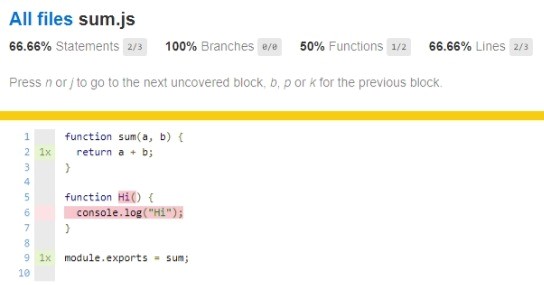 All files sum.js
66.66% Statements 2/3 100% Branches 0/0 50% Functions 1/2 66.66% Lines 2/3
Press n or j to go to the next uncovered block, b, p or k for the previous block.
1 function sum(a, b) {
2 1x return a + b;
3 }
4
5 function Hi() {
6 console.log("Hi");
7 }
8
9 1x module.exports = sum;
10